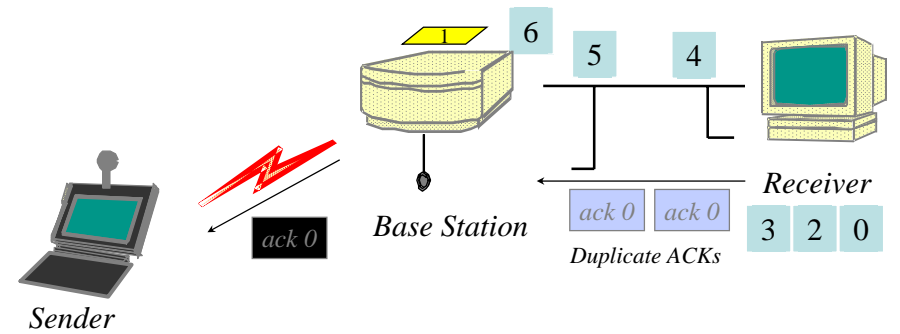 1
6
5
4
Receiver
ack 0
ack 0
ack 0
Base Station
3 2 0
Duplicate ACKs
Sender